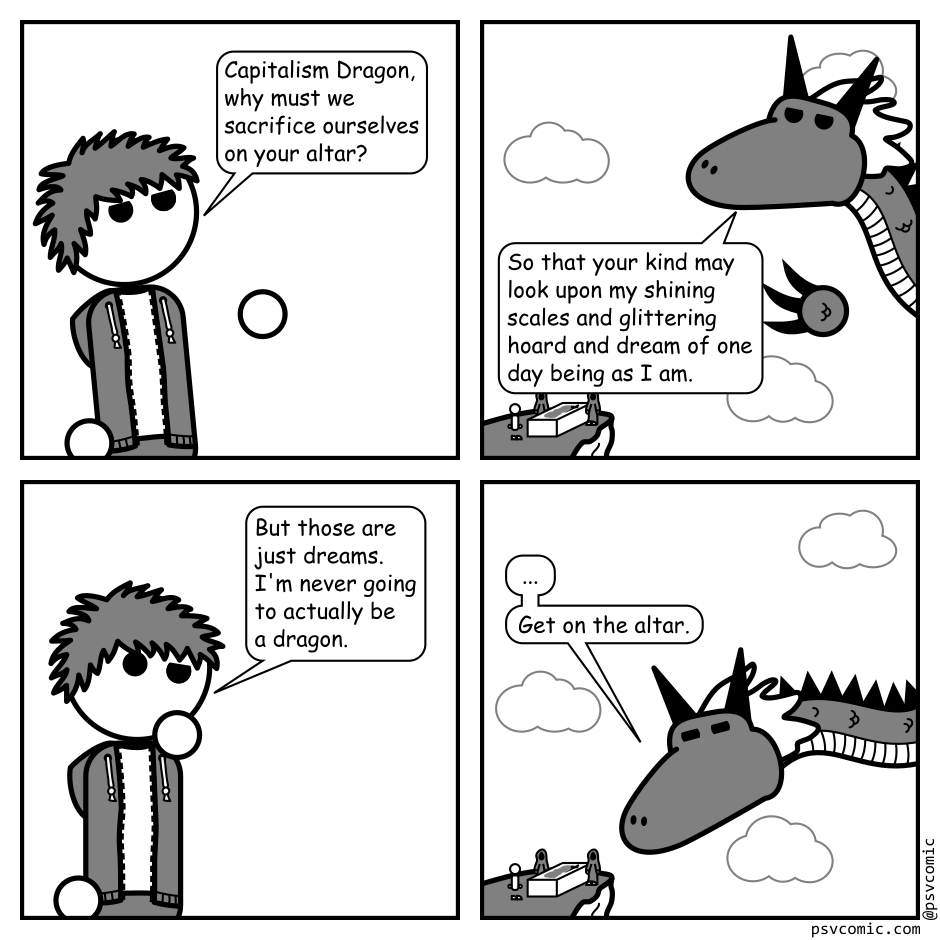 Capitalism Dragon,
why must we
sacrifice ourselves
on your altar?
So that your kind may
look upon my shining
scales and glittering
hoard and dream of one
day being as I am.
But those are
just dreams.
I'm never going
to actually be
a dragon.
...
Get on the altar.
@psvcomic
psvcomic.com